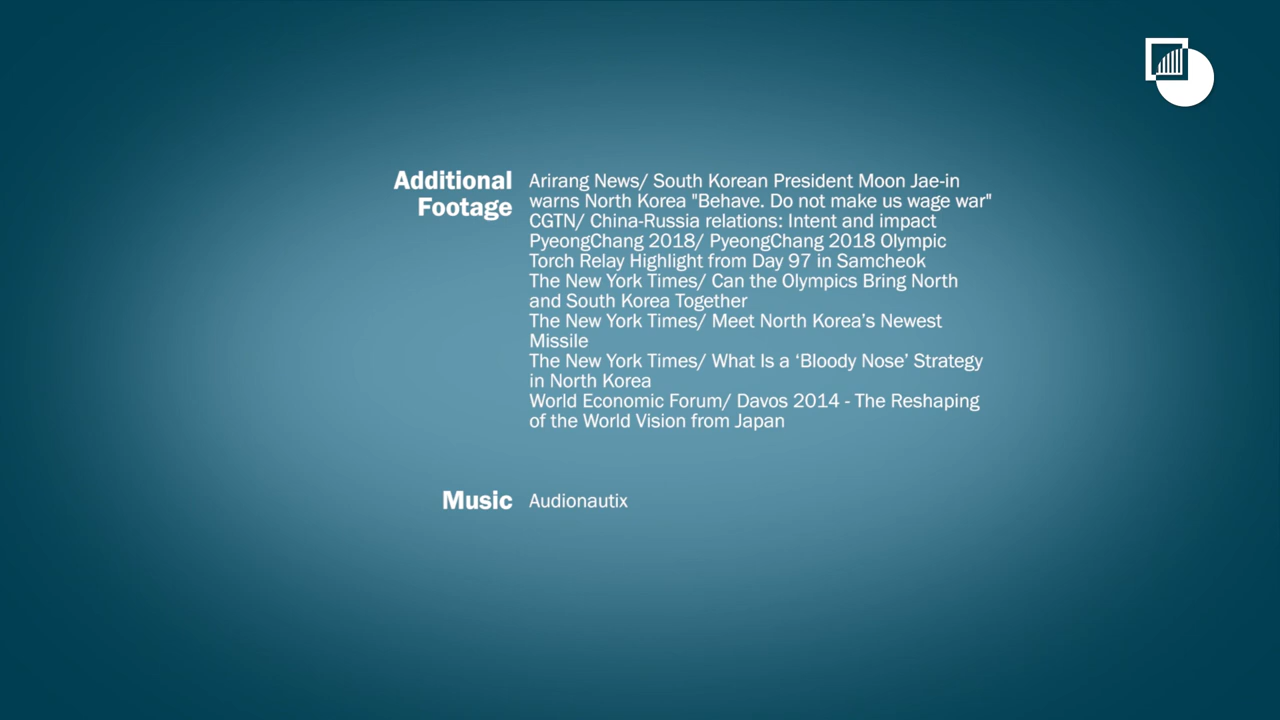 Additional
Footage
Arirang News/ South Korean President Moon Jae-in
warns North Korea "Behave. Do not make us wage war"
CGTN/ China-Russia relations: Intent and impact
PyeongChang 2018/ PyeongChang 2018 Olympic
Torch Relay Highlight from Day 97 in Samcheok
The New York Times/ Can the Olympics Bring North
and South Korea Together
The New York Times/ Meet North Korea’s Newest
Missile
The New York Times/ What Is a ‘Bloody Nose’ Strategy
in North Korea
World Economic Forum/ Davos 2014 - The Reshaping
of the World Vision from Japan
Music
Audionautix